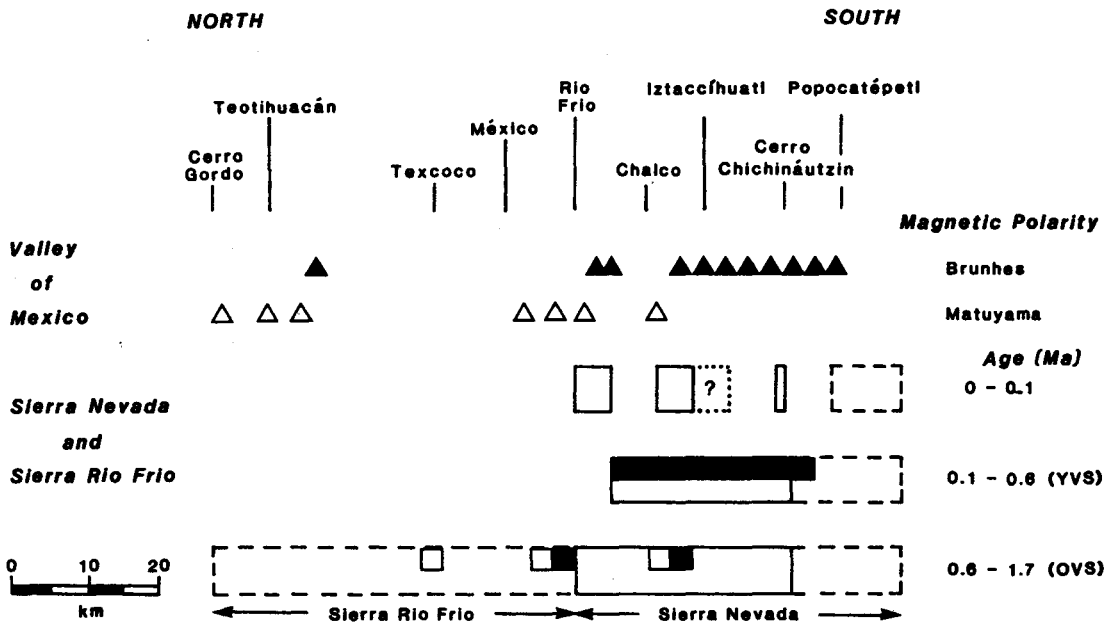 NORTH
SOUTH
Teotihuacán
Cerro
Gordo
Texcoco
México
Rio
Frio
Chalco
Iztaccíhuatl
Popocatépetl
Cerro
Chichináutzin
Magnetic Polarity
Valley
of
Mexico
Brunhes
Matuyama
Age (Ma)
?
0 - 0.1
Sierra Nevada
and
Sierra Rio Frio
0.1 - 0.6 (YVS)
0 10 20
km
0.6 - 1.7 (OVS)
Sierra Rio Frio
Sierra Nevada